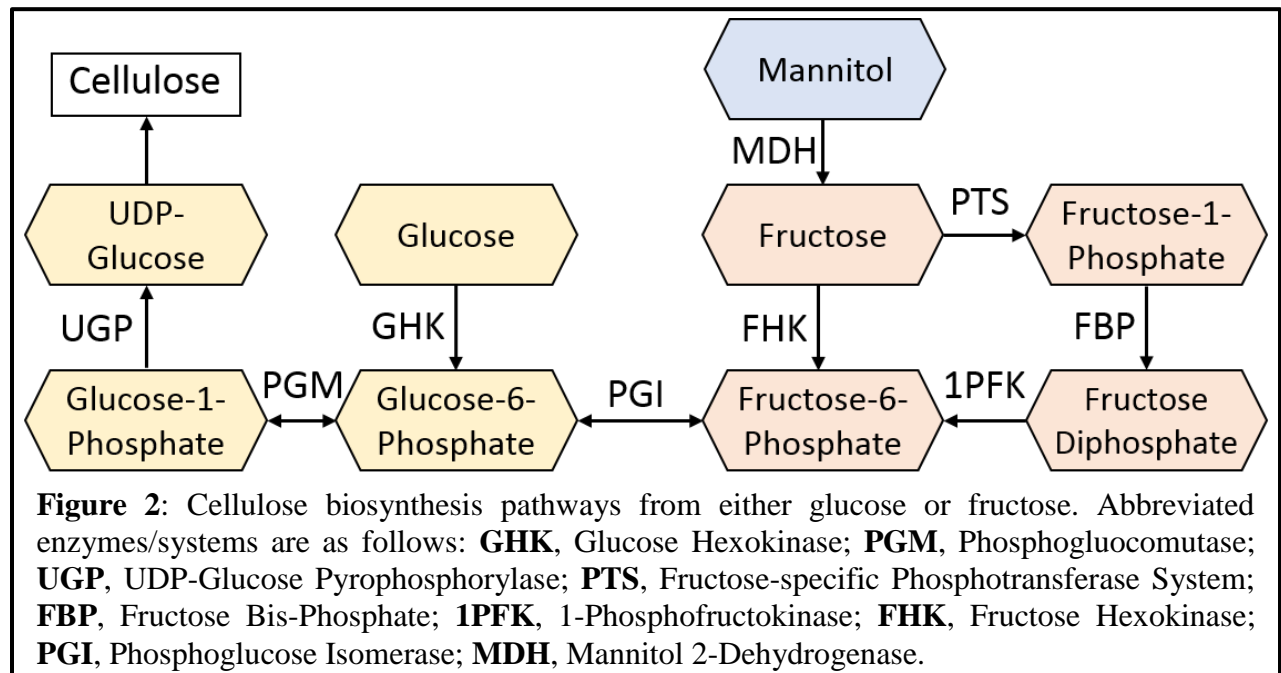 Cellulose
Mannitol
MDH
UDP-
Glucose
Glucose
Fructose
PTS
Fructose-1-
Phosphate
UGP
GHK
FHK
FBP
Glucose-1-
Phosphate
PGM
Glucose-6-
Phosphate
PGI
Fructose-6-
Phosphate
1PFK
Fructose
Diphosphate
Figure 2: Cellulose biosynthesis pathways from either glucose or fructose. Abbreviated
enzymes/systems are as follows: GHK, Glucose Hexokinase; PGM, Phosphogluocomutase;
UGP, UDP-Glucose Pyrophosphorylase; PTS, Fructose-specific Phosphotransferase System;
FBP, Fructose Bis-Phosphate; 1PFK, 1-Phosphofructokinase; FHK, Fructose Hexokinase;
PGI, Phosphoglucose Isomerase; MDH, Mannitol 2-Dehydrogenase.